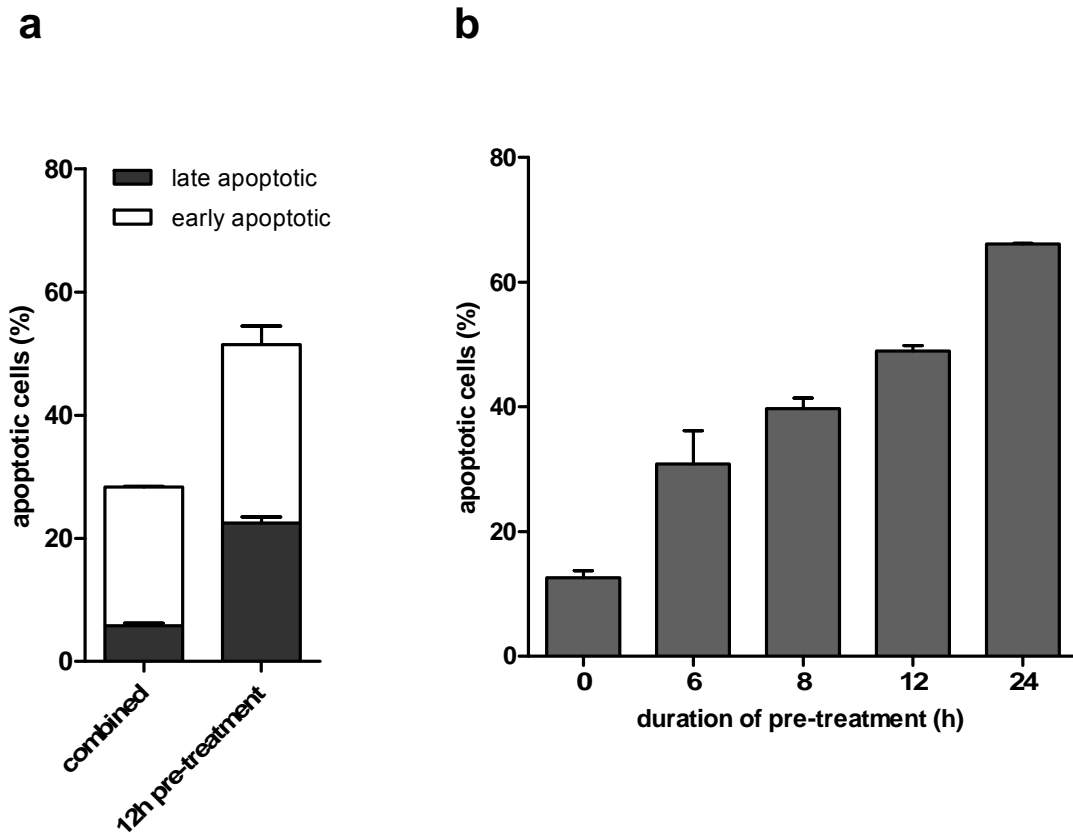 a
b
80
60
40
20
0
apoptotic cells (%)
late apoptotic
early apoptotic
combined
12h pre-treatment
80
60
40
20
0
apoptotic cells (%)
0 6 8 12 24
duration of pre-treatment (h)